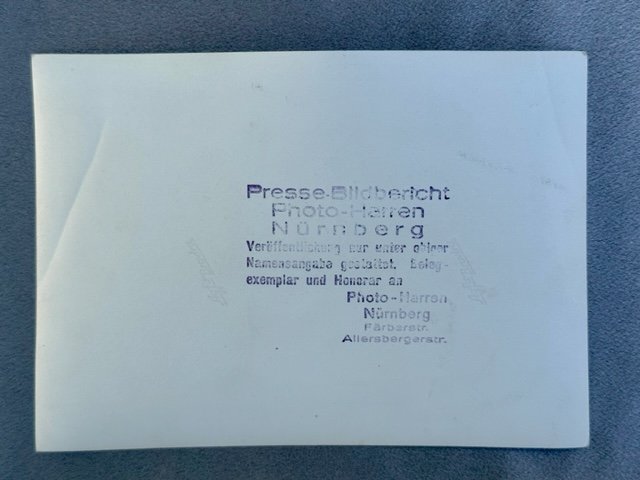 Presse-Bildbericht
Photo-Harren
Nürnberg
Veröffentlichung nur unter obiger
Namensangabe gestattet. Beleg-
exemplar und Honorar an
Photo-Harren
Nürnberg
Färberstr.
Allersbergerstr.